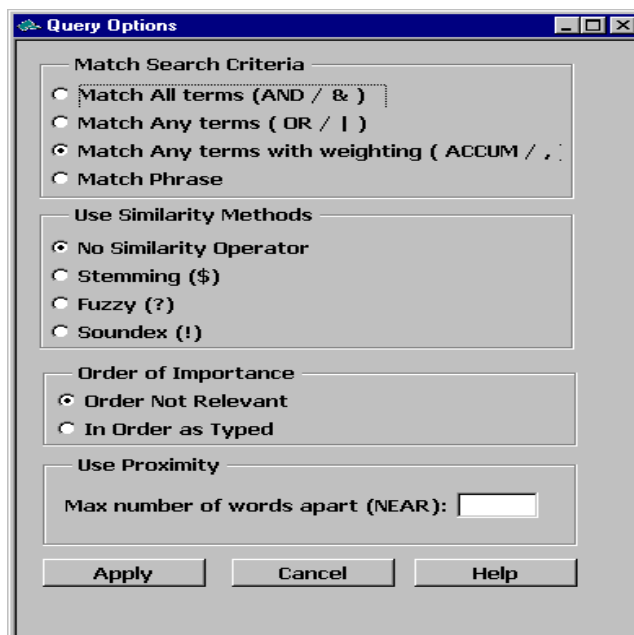 Query Options
Match Search Criteria
Match All terms (AND / & )
Match Any terms ( OR / | )
Match Any terms with weighting ( ACCUM / ,
Match Phrase
Use Similarity Methods
No Similarity Operator
Stemming ($)
Fuzzy (?)
Soundex (!)
Order of Importance
Order Not Relevant
In Order as Typed
Use Proximity
Max number of words apart (NEAR):
Apply Cancel Help